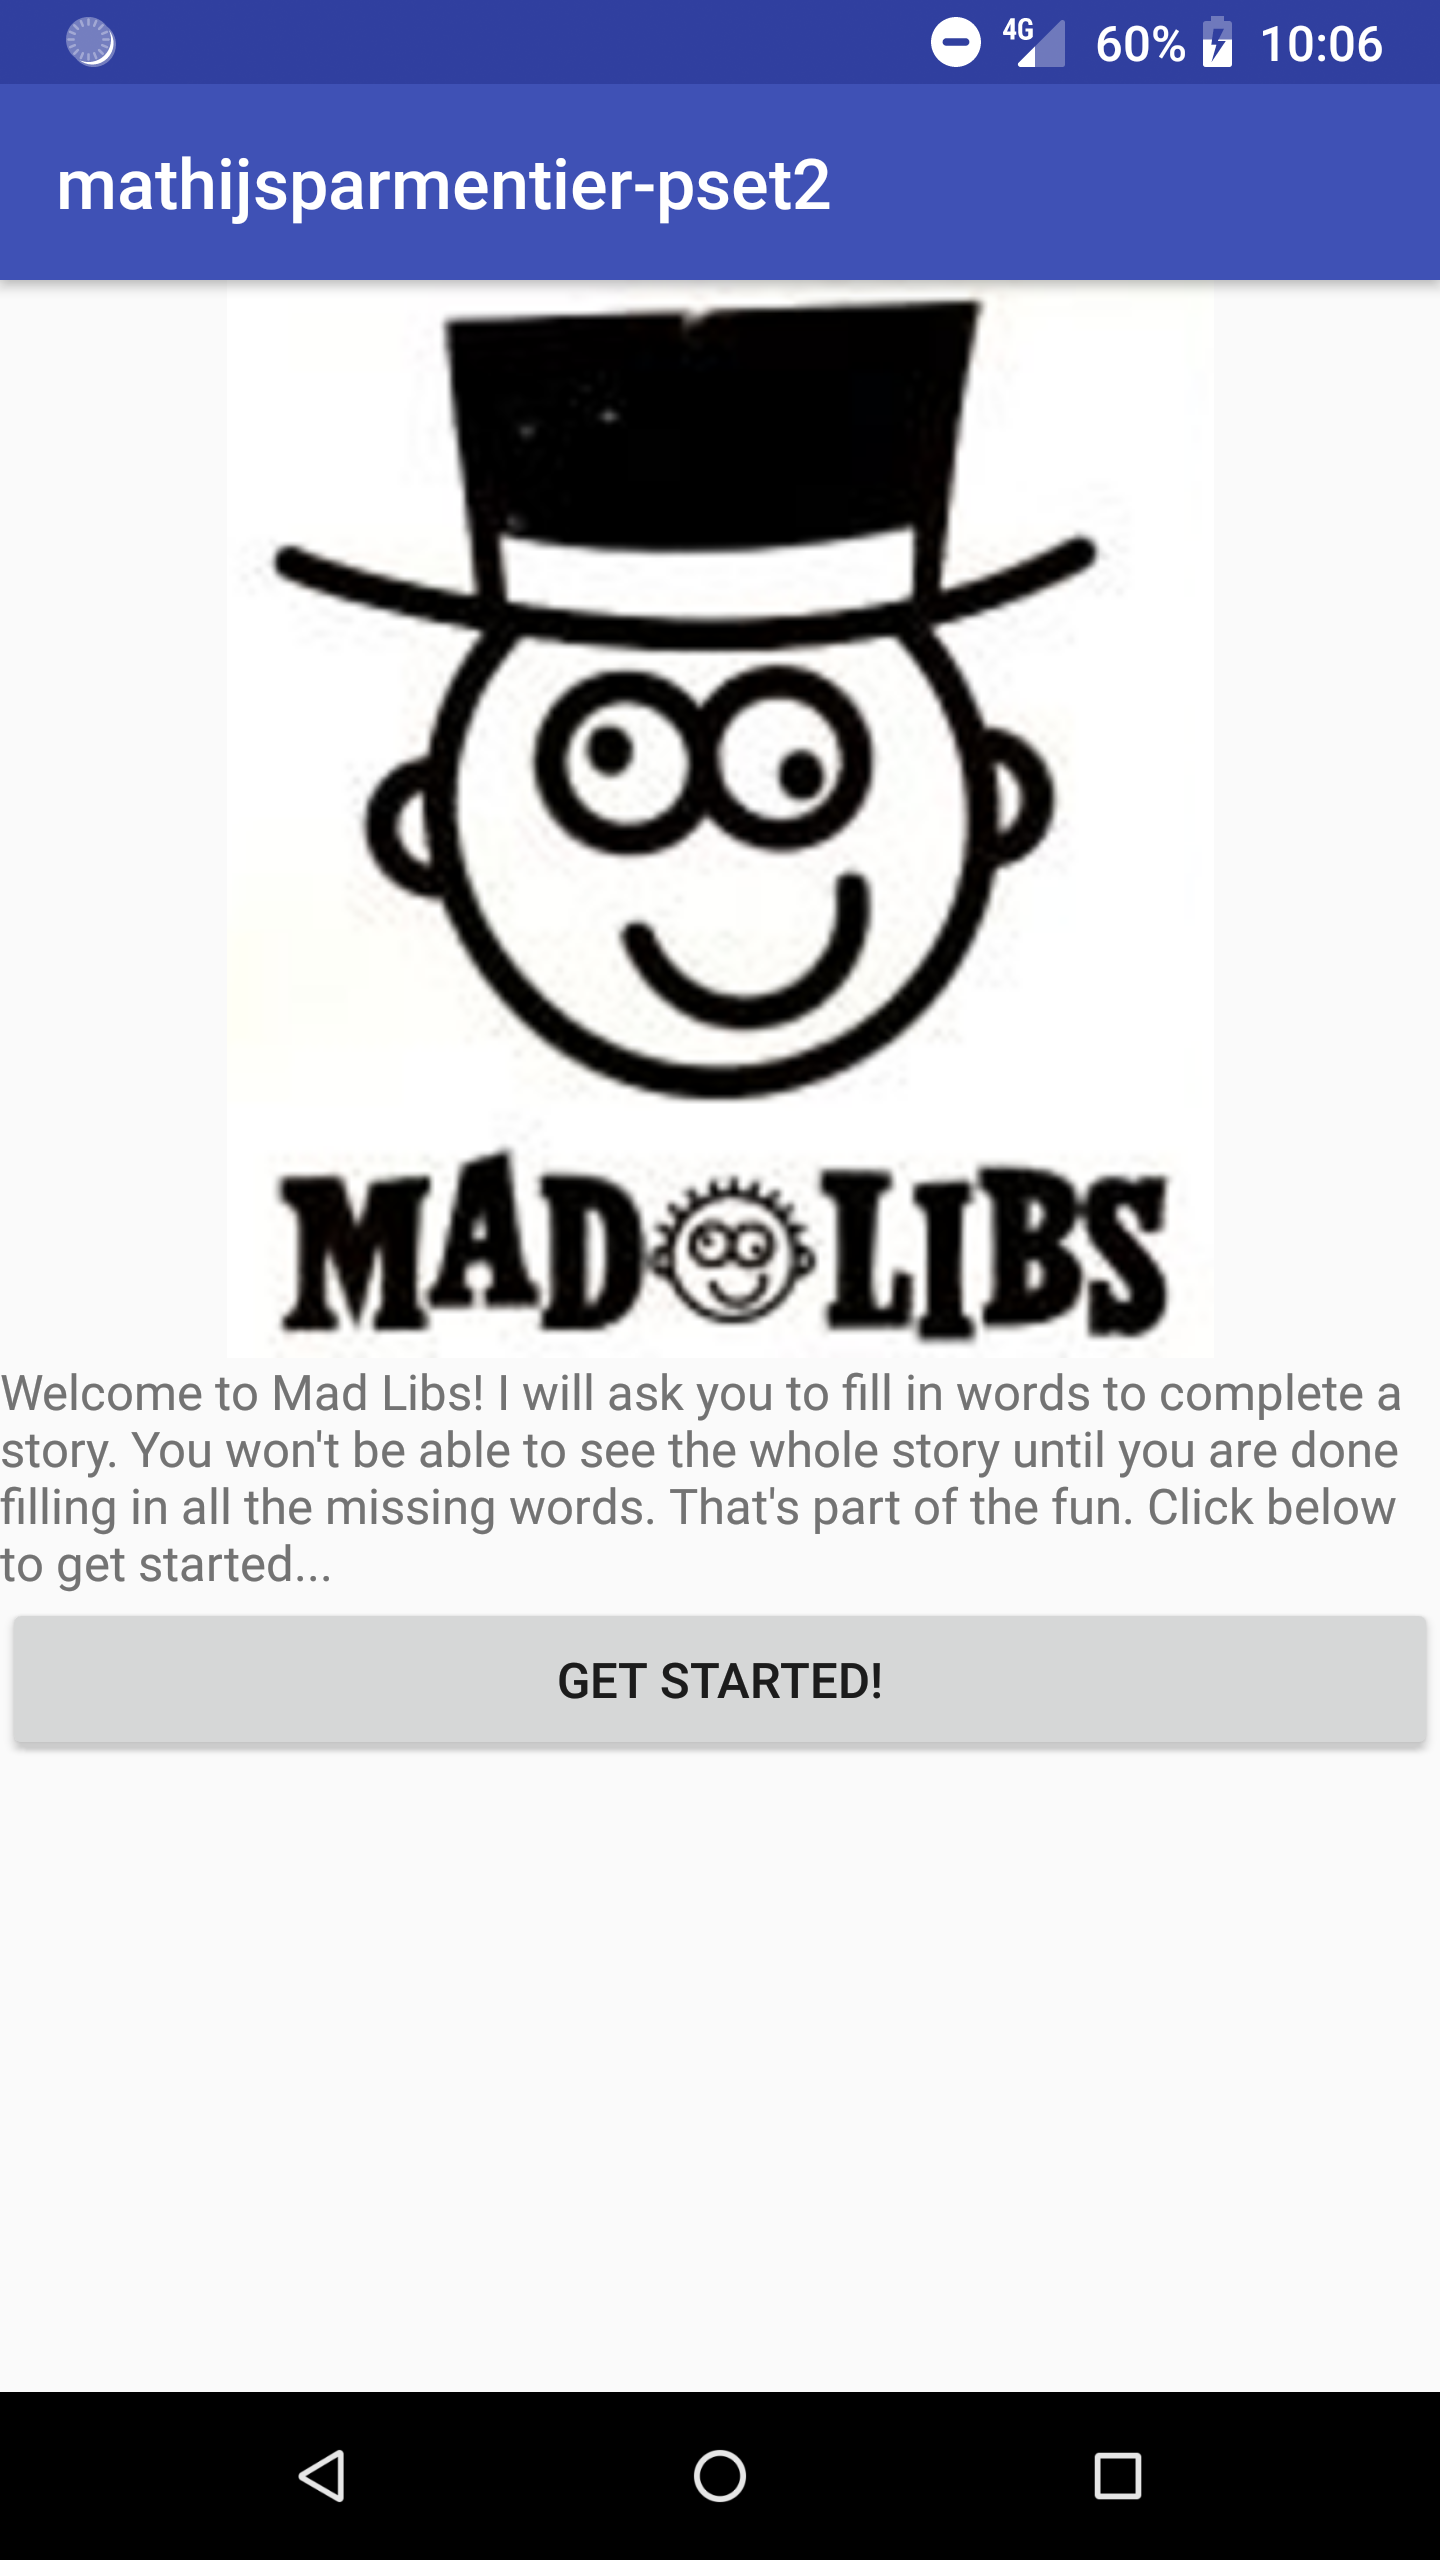 4G 60% 10:06
mathijsparmentier-pset2
MAD LIBS
Welcome to Mad Libs! I will ask you to fill in words to complete a
story. You won't be able to see the whole story until you are done
filling in all the missing words. That's part of the fun. Click below
to get started...
GET STARTED!